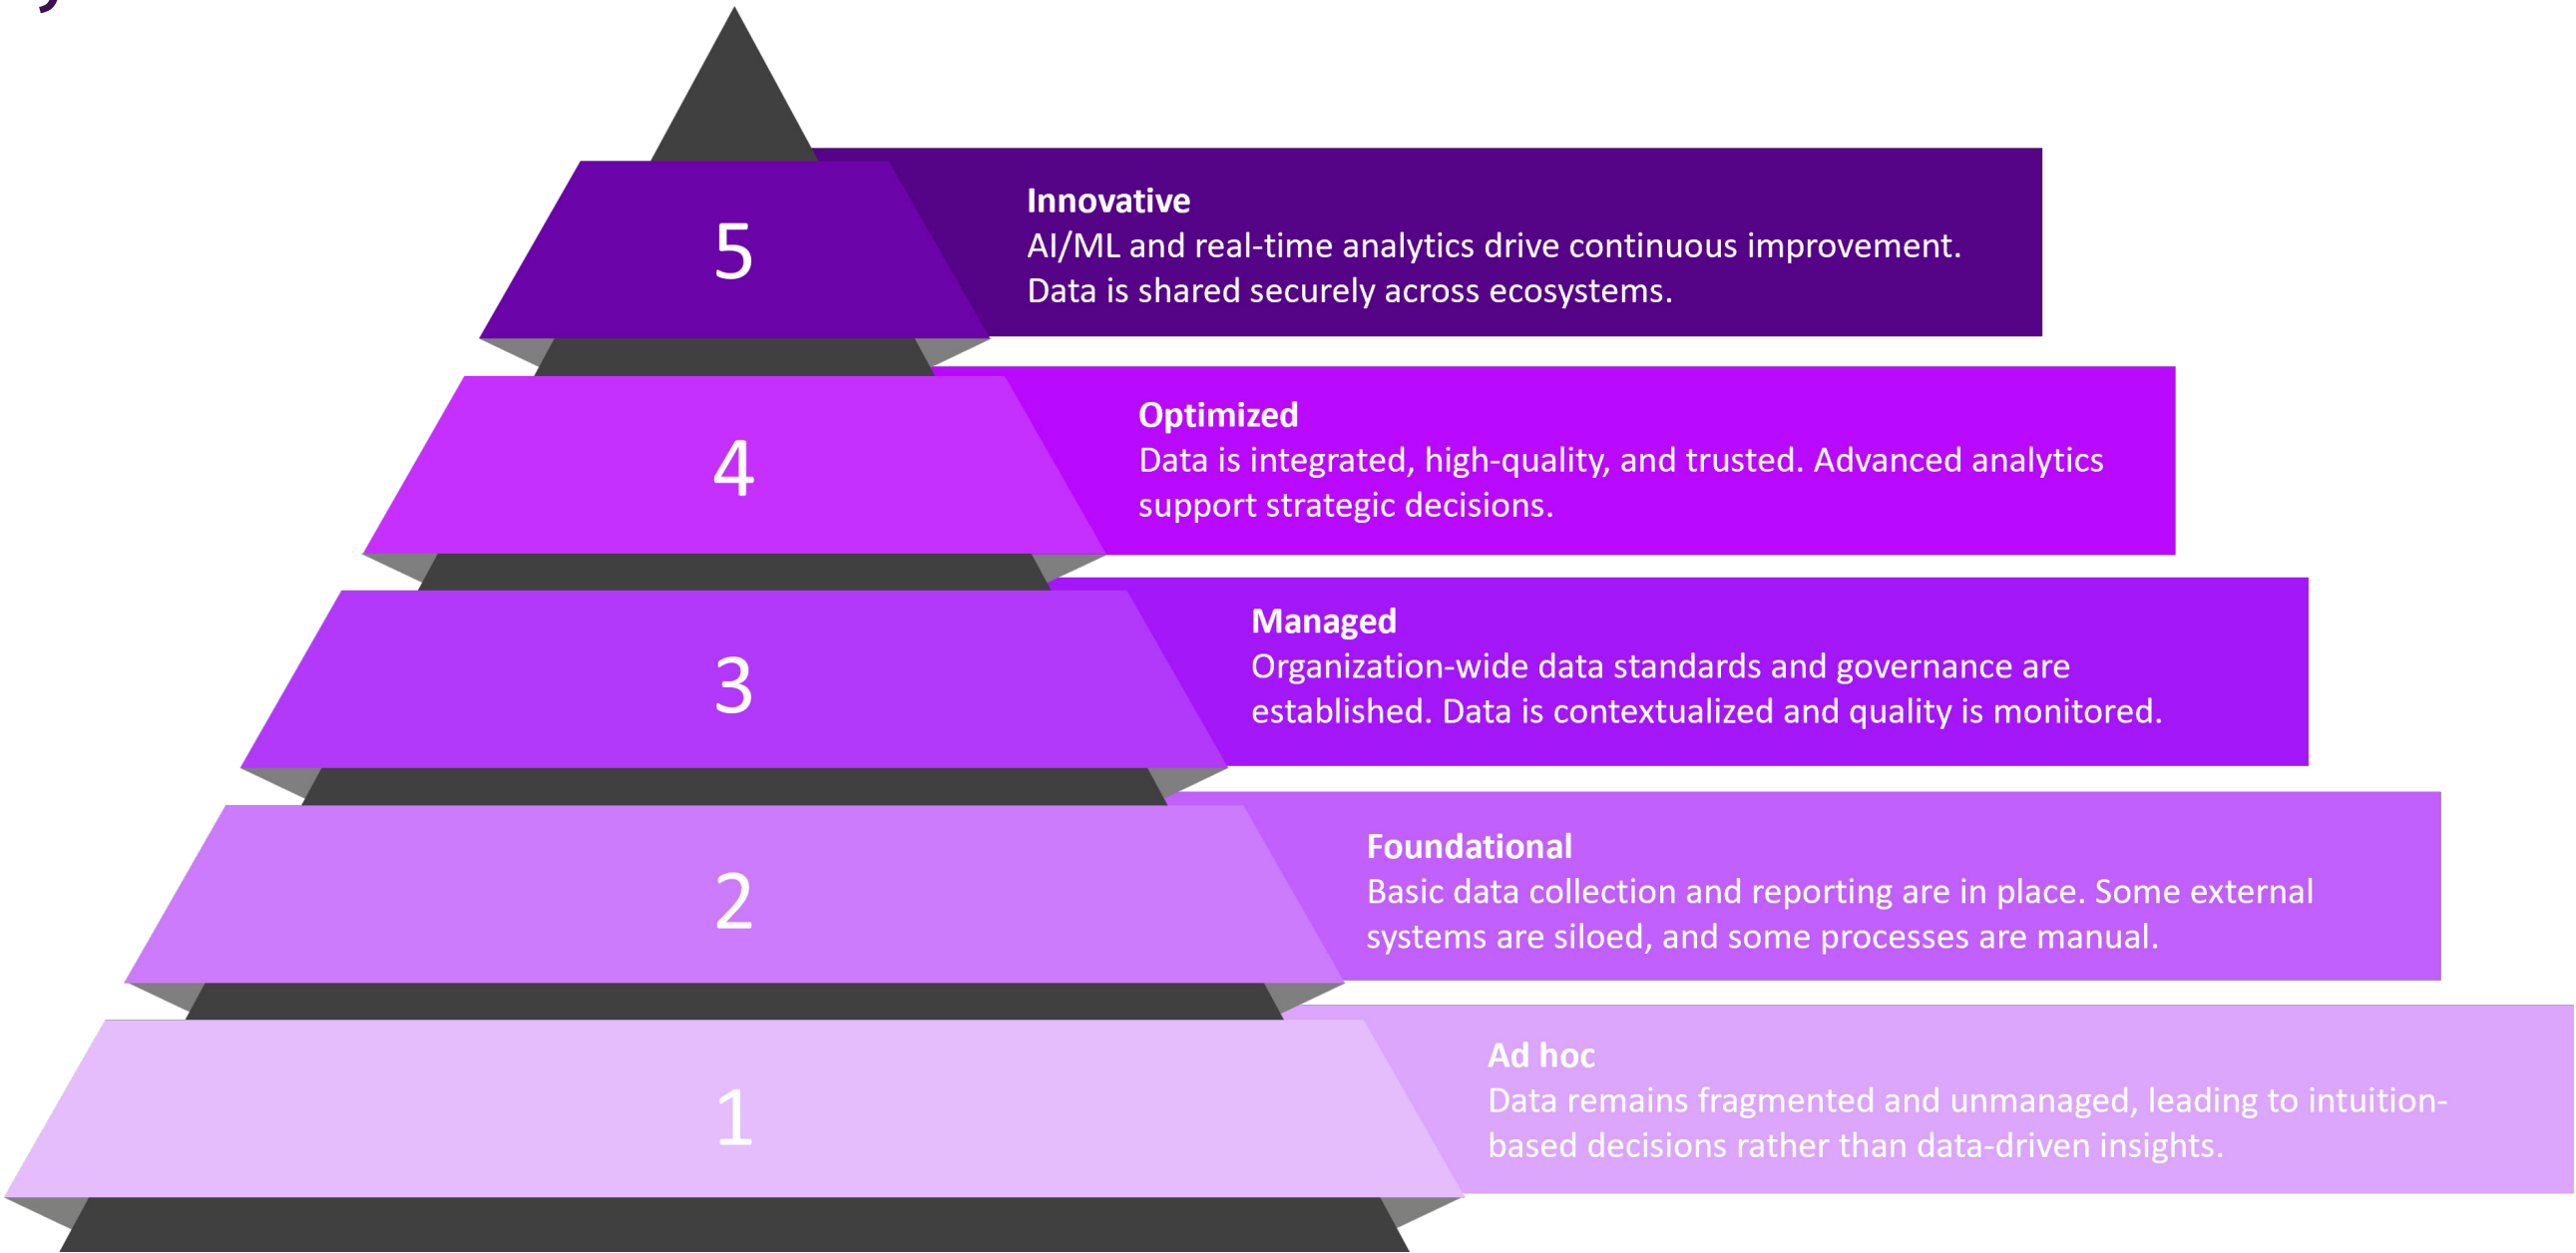 5
Innovative
AI/ML and real-time analytics drive continuous improvement.
Data is shared securely across ecosystems.
4
Optimized
Data is integrated, high-quality, and trusted. Advanced analytics
support strategic decisions.
3
Managed
Organization-wide data standards and governance are
established. Data is contextualized and quality is monitored.
2
Foundational
Basic data collection and reporting are in place. Some external
systems are siloed, and some processes are manual.
1
Ad hoc
Data remains fragmented and unmanaged, leading to intuition-
based decisions rather than data-driven insights.